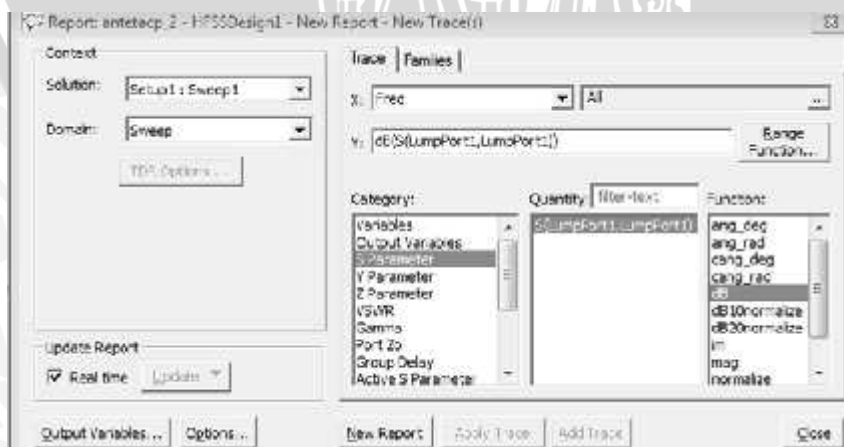 Report: antetacp_2 - HFSSDesign1 - New Report - New Trace(s)
Context
Solution: Setup1 : Sweep1
Domain: Sweep
TDR Options...
Update Report
Real time Update
Output Variables... Options...
Trace Families
X: Freq All ...
Y: dB(S(LumpPort1,LumpPort1)) Range Function...
Category:
Variables
Output Variables
S Parameter
Y Parameter
Z Parameter
VSWR
Gamma
Port Zo
Group Delay
Active S Parameter
Quantity: filter-text
S(LumpPort1,LumpPort1)
Function:
ang_deg
ang_rad
cang_deg
cang_rad
dB
dB10normalize
dB20normalize
im
mag
normalize
New Report Apply Trace Add Trace Close